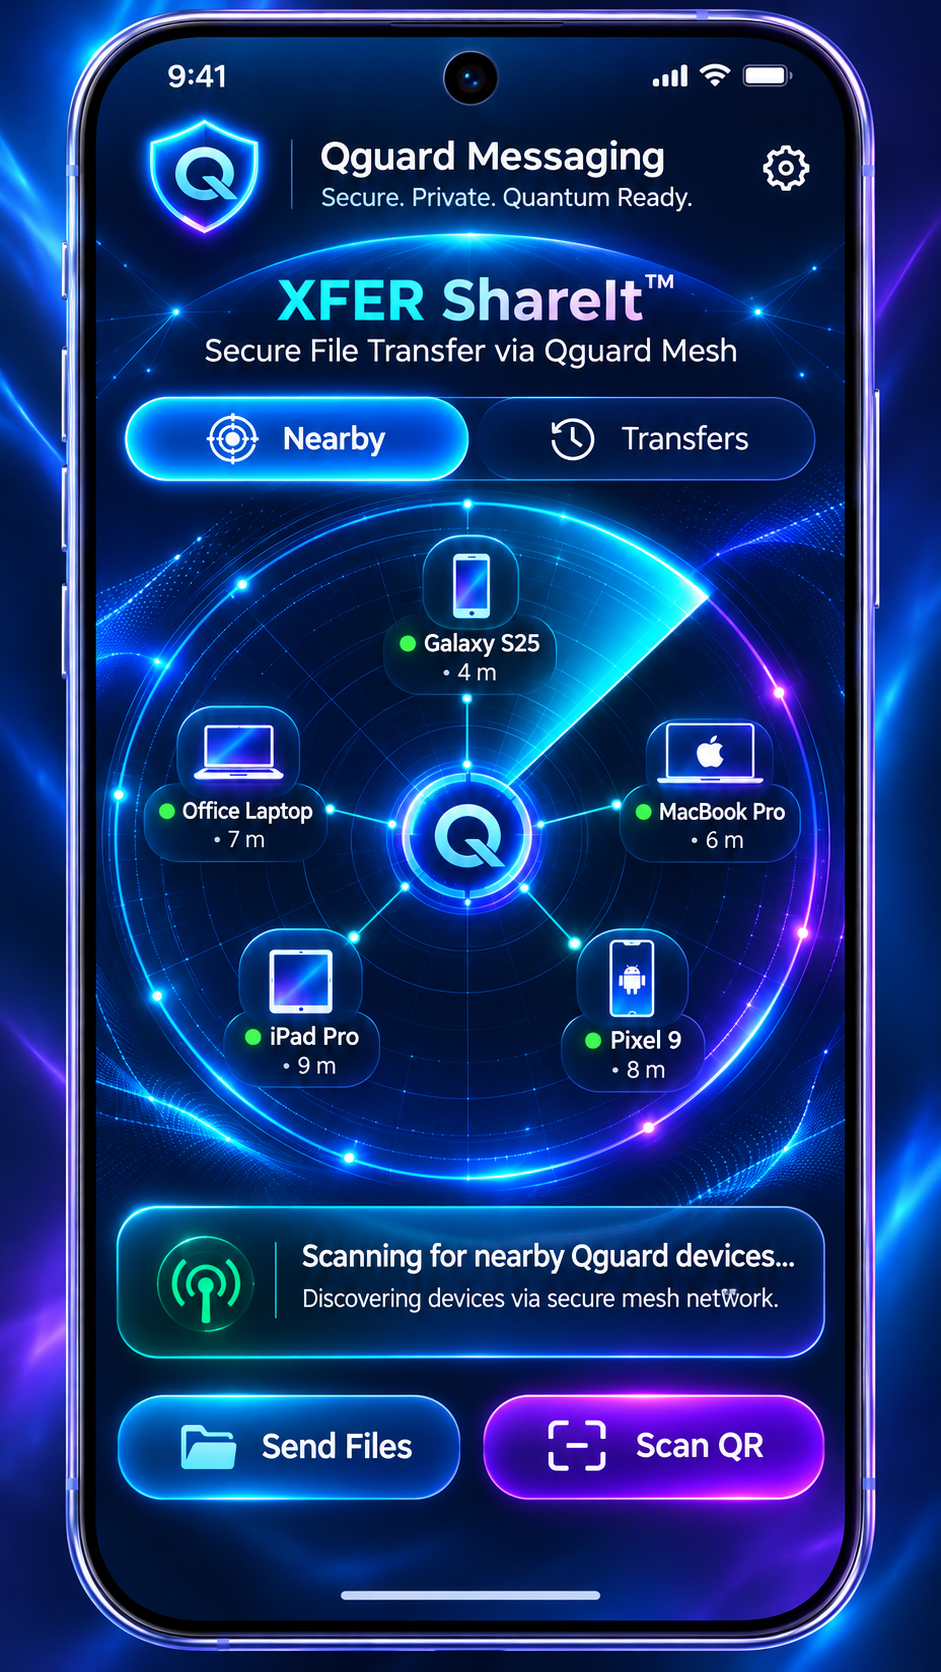 9:41
Q
Qguard Messaging
Secure. Private. Quantum Ready.
XFER ShareIt™
Secure File Transfer via Qguard Mesh
Nearby
Transfers
Galaxy S25
• 4 m
Office Laptop
• 7 m
MacBook Pro
• 6 m
Q
iPad Pro
• 9 m
Pixel 9
• 8 m
Scanning for nearby Qguard devices...
Discovering devices via secure mesh network.
Send Files
Scan QR